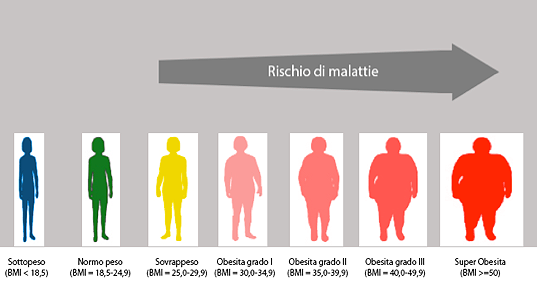 Rischio di malattie
Sottopeso
(BMI < 18,5)
Normo peso
(BMI = 18,5-24,9)
Sovrappeso
(BMI = 25,0-29,9)
Obesita grado I
(BMI = 30,0-34,9)
Obesita grado II
(BMI = 35,0-39,9)
Obesita grado III
(BMI = 40,0-49,9)
Super Obesita
(BMI >=50)